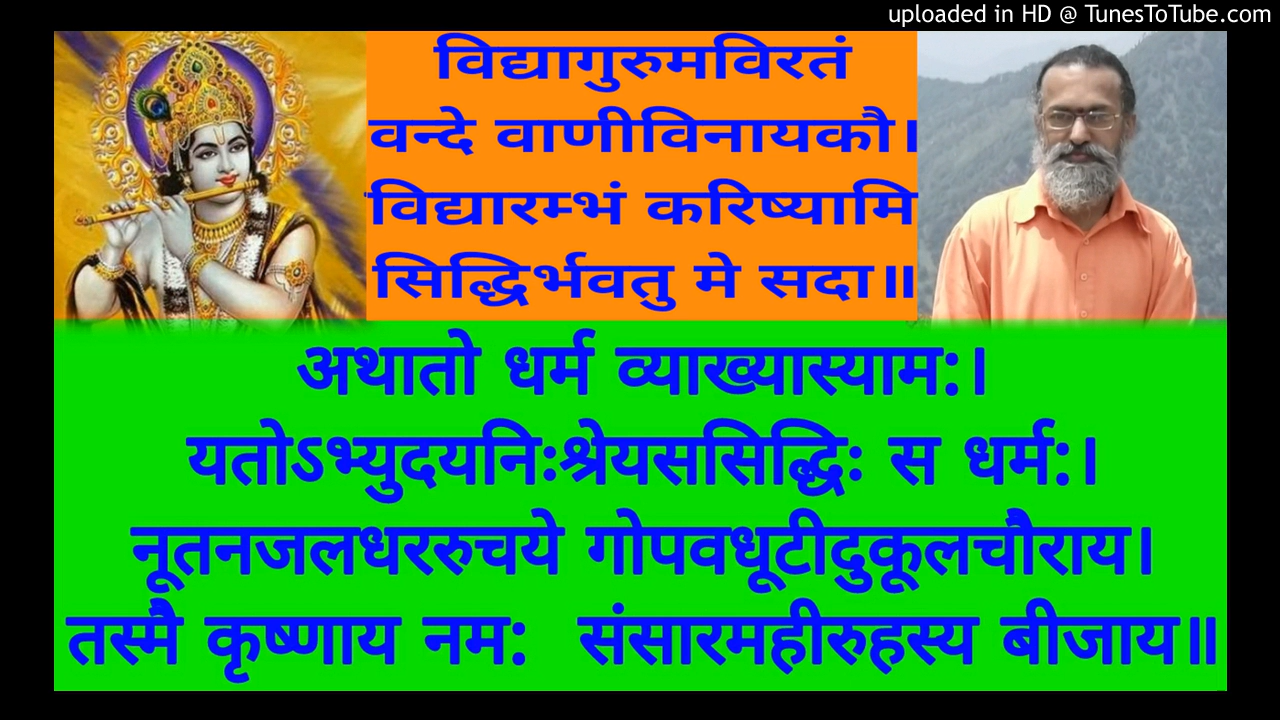 uploaded in HD @ TunesToTube.com
विद्यागुरुमविरतं
वन्दे वाणीविनायकौ।
विद्यारम्भं करिष्यामि
सिद्धिर्भवतु मे सदा॥
अथातो धर्म व्याख्यास्याम:।
यतोऽभ्युदयनिःश्रेयससिद्धिः स धर्म:।
नूतनजलधररुचये गोपवधूटीदुकूलचौराय।
तस्मै कृष्णाय नम: संसारमहीरुहस्य बीजाय॥